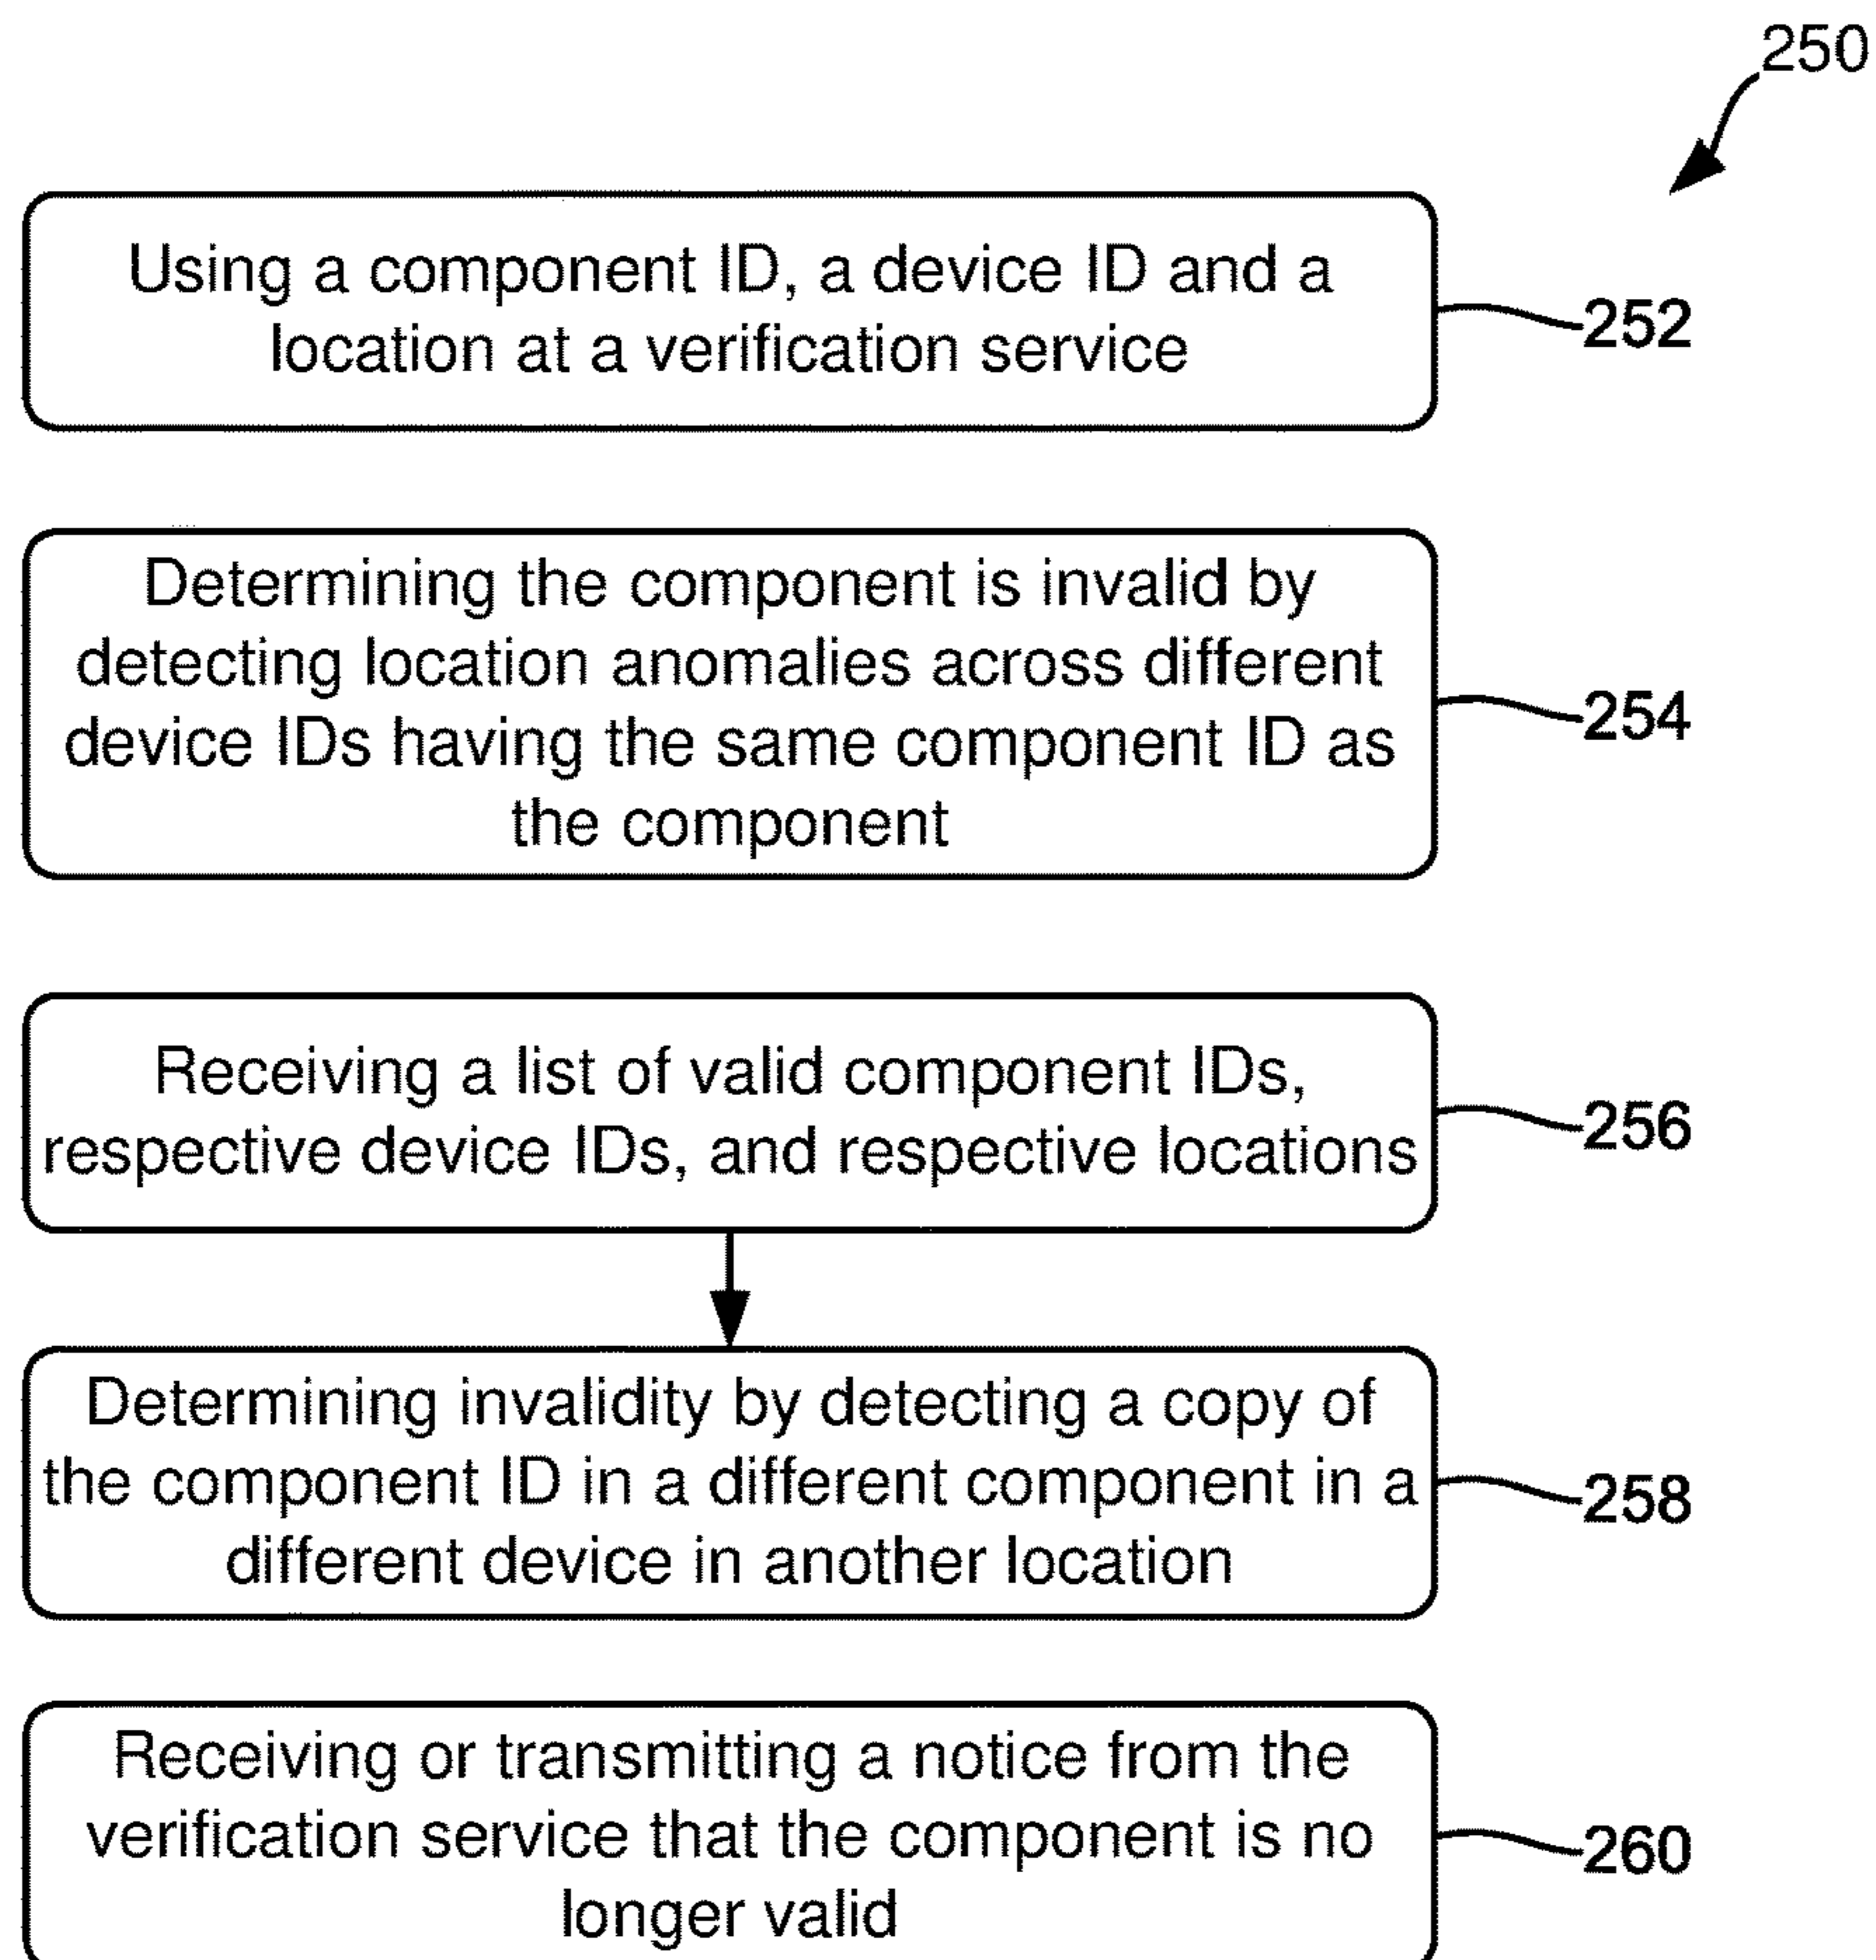 250
Using a component ID, a device ID and a
location at a verification service
252
Determining the component is invalid by
detecting location anomalies across different
device IDs having the same component ID as
the component
254
Receiving a list of valid component IDs,
respective device IDs, and respective locations
256
Determining invalidity by detecting a copy of
the component ID in a different component in a
different device in another location
258
Receiving or transmitting a notice from the
verification service that the component is no
longer valid
260